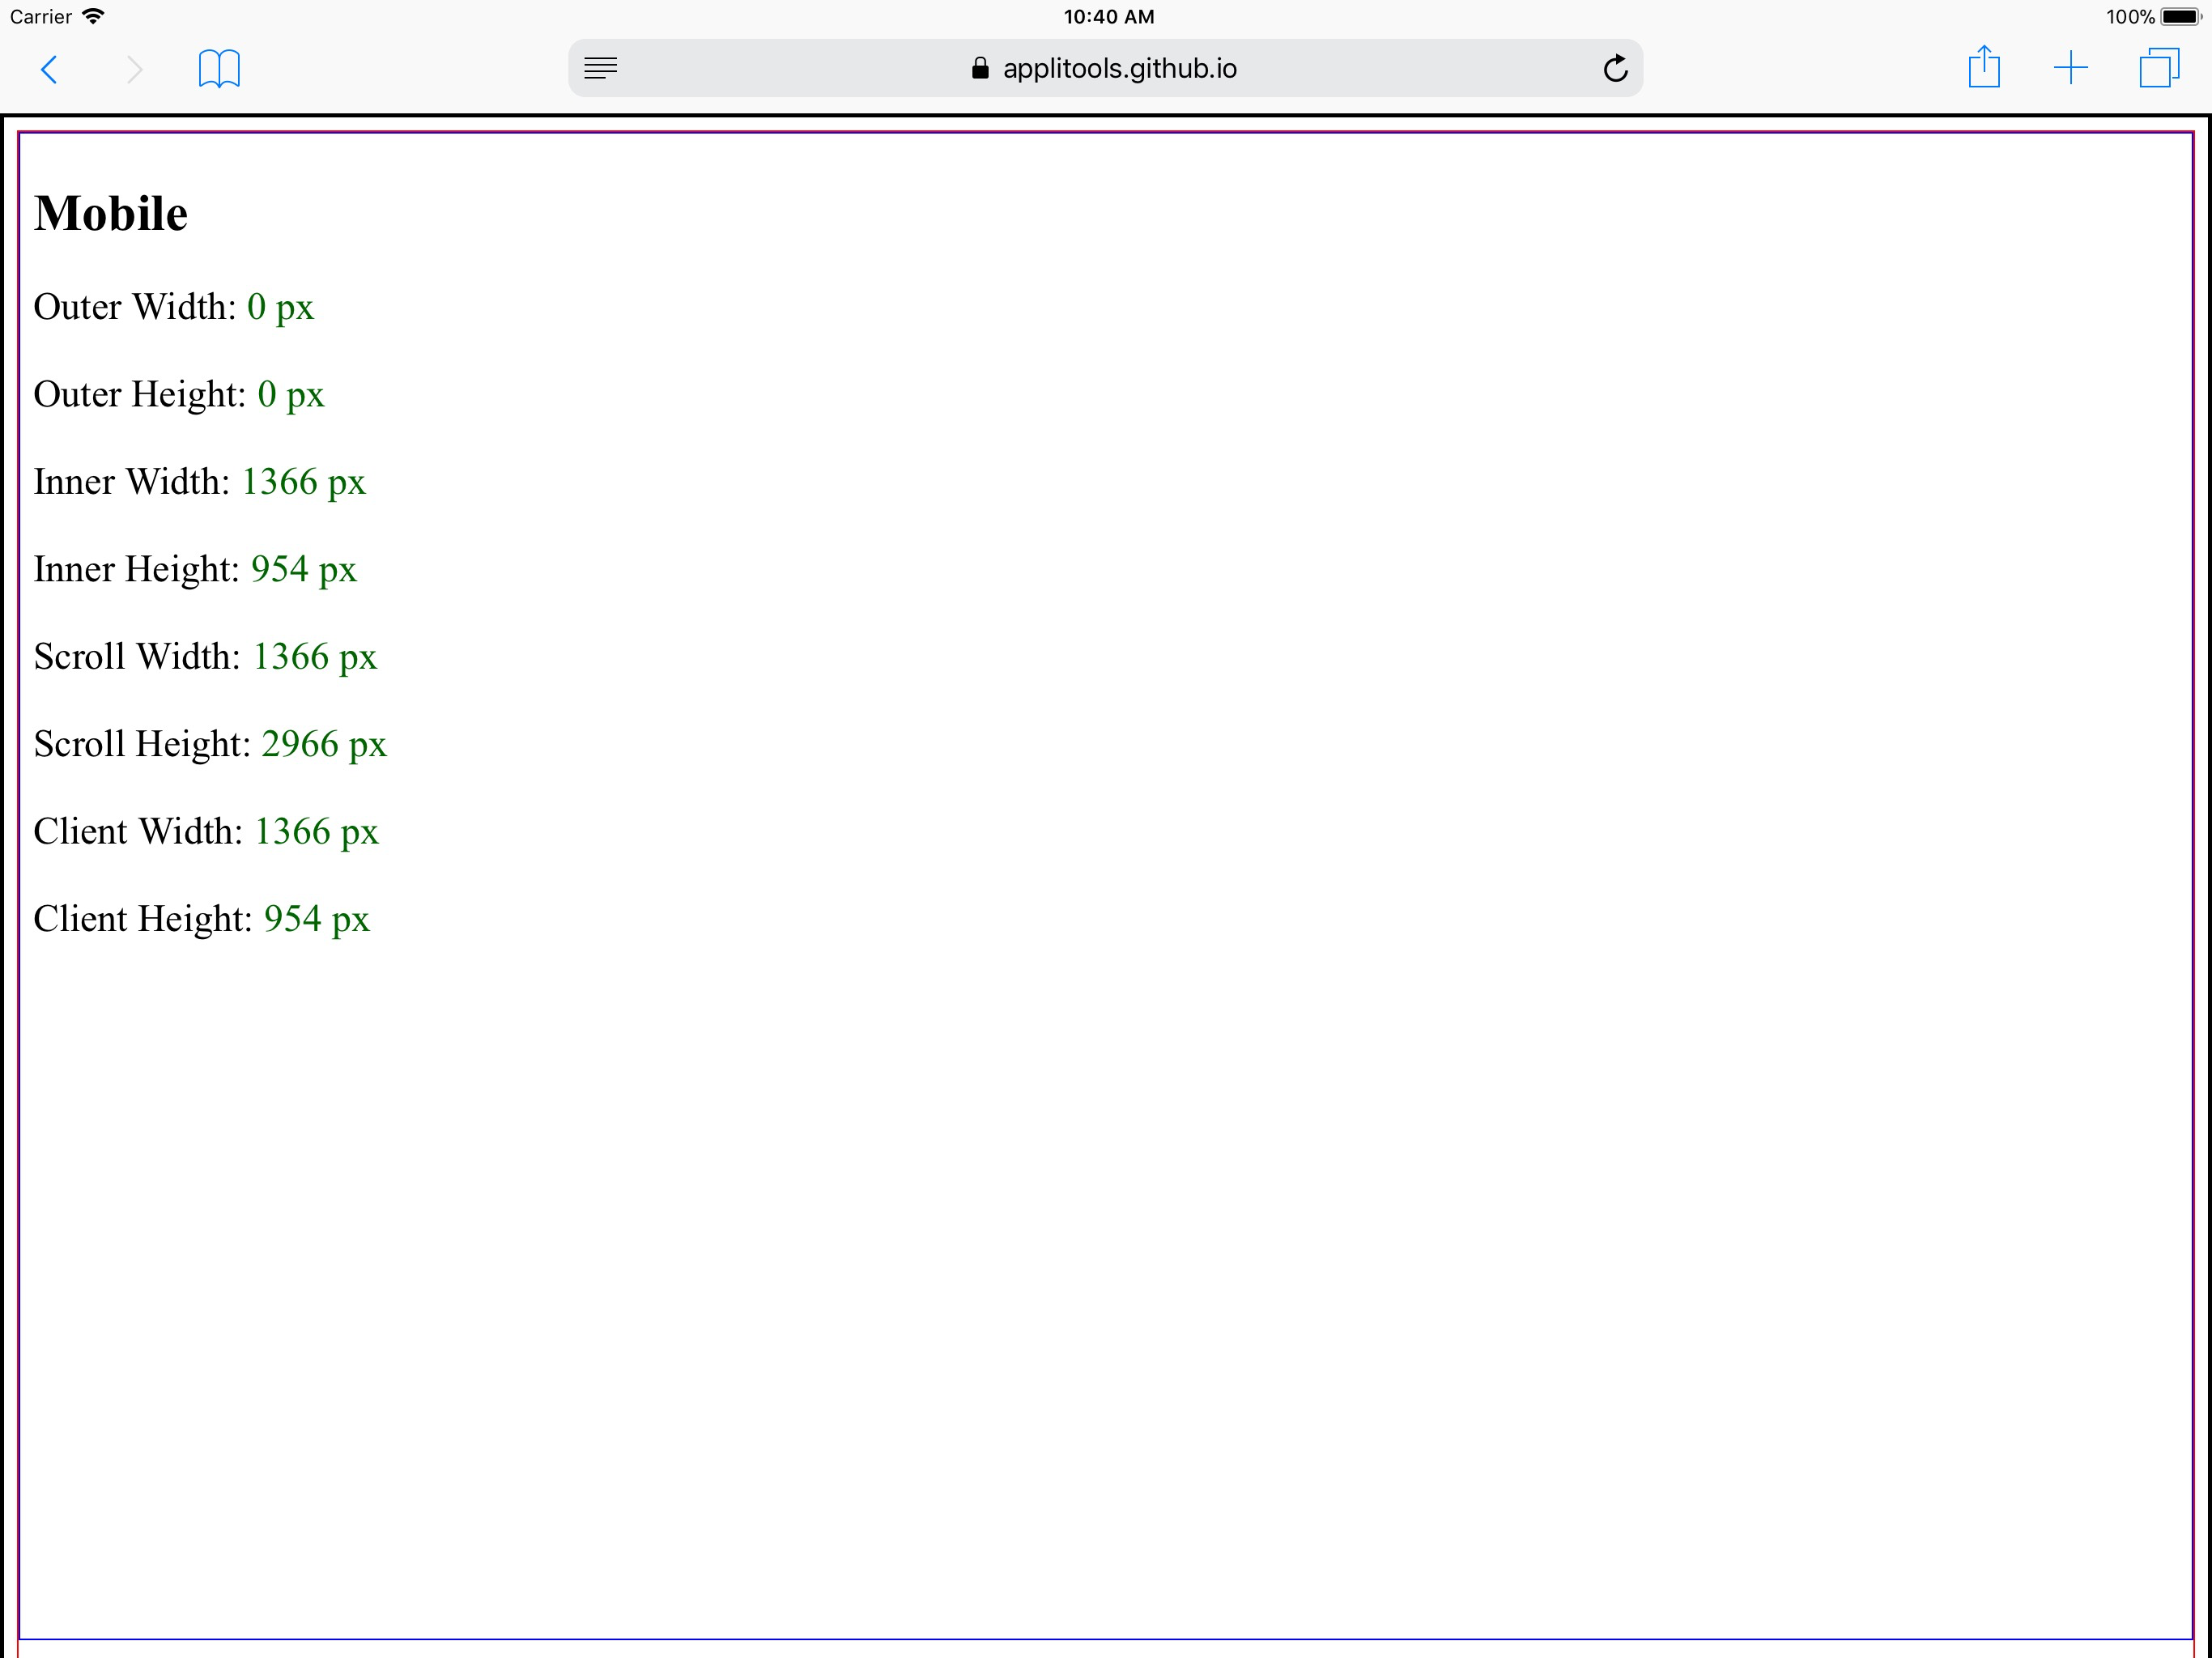 Carrier 10:40 AM 100%
applitools.github.io
Mobile
Outer Width: 0 px
Outer Height: 0 px
Inner Width: 1366 px
Inner Height: 954 px
Scroll Width: 1366 px
Scroll Height: 2966 px
Client Width: 1366 px
Client Height: 954 px